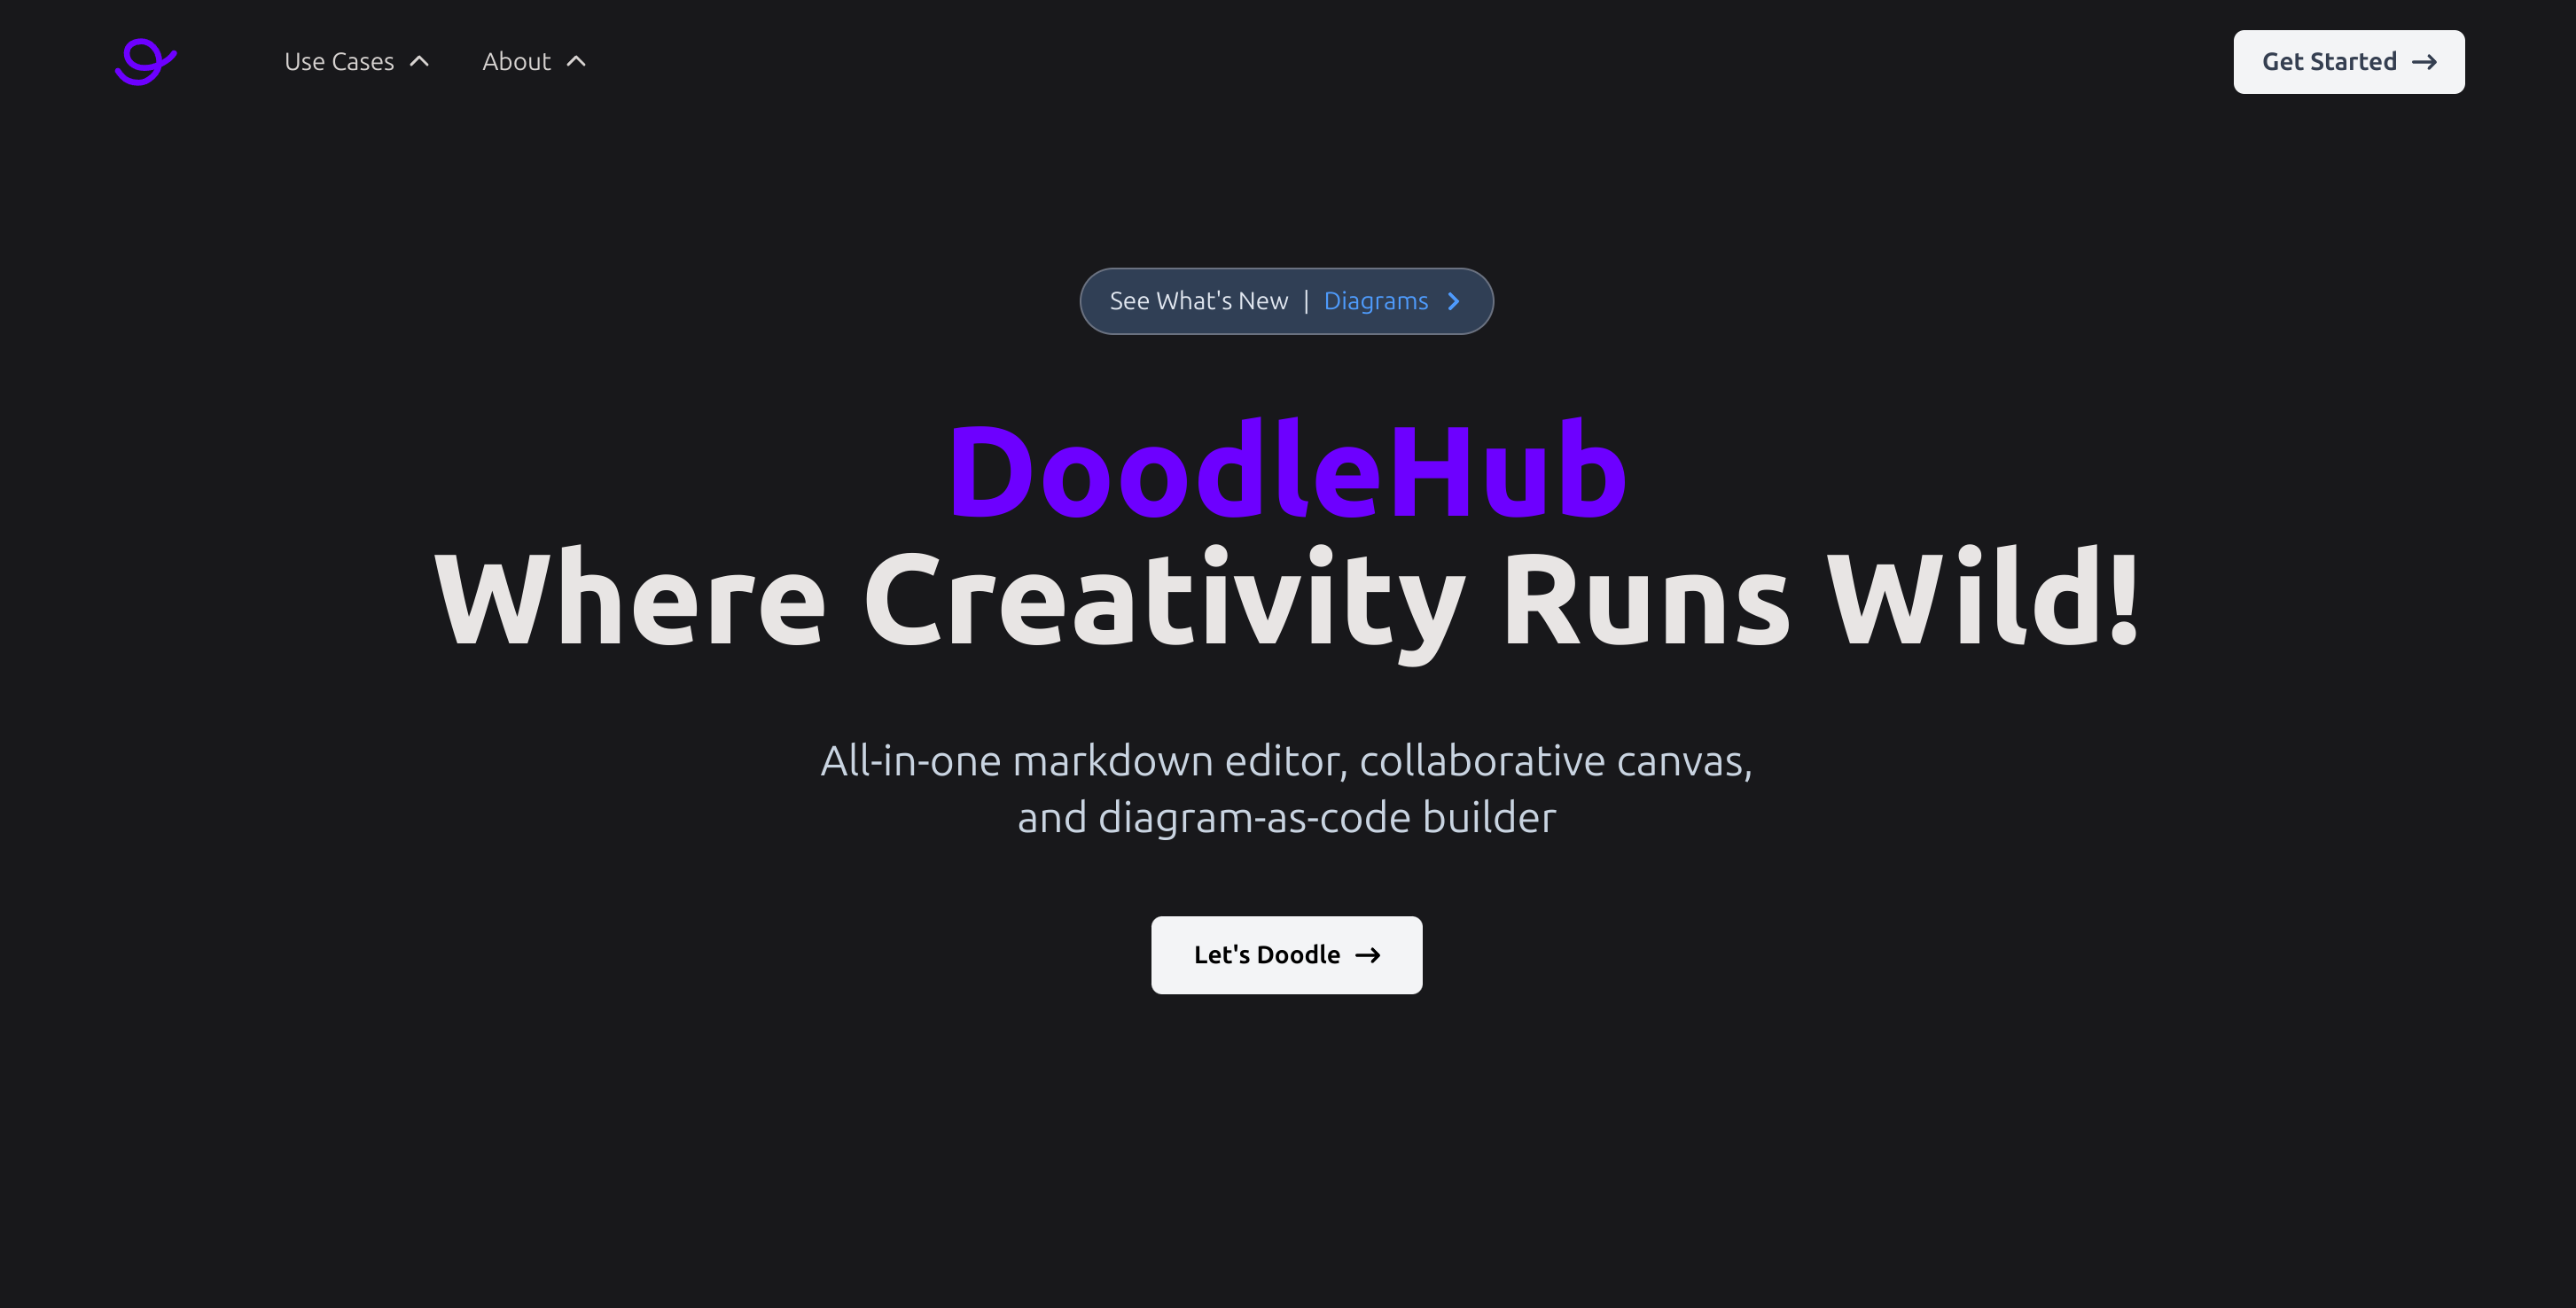 Use Cases
About
Get Started
See What's New | Diagrams
DoodleHub
Where Creativity Runs Wild!
All-in-one markdown editor, collaborative canvas,
and diagram-as-code builder
Let's Doodle